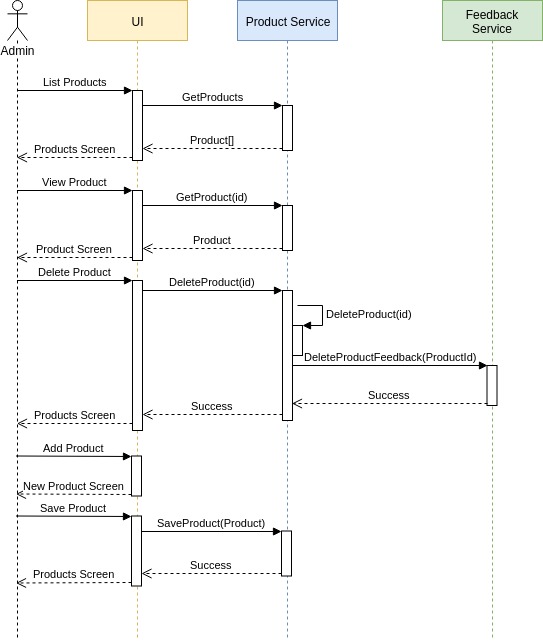 Admin
UI
Product Service
Feedback
Service
List Products
GetProducts
Product[]
Products Screen
View Product
GetProduct(id)
Product
Product Screen
Delete Product
DeleteProduct(id)
DeleteProduct(id)
DeleteProductFeedback(ProductId)
Success
Success
Products Screen
Add Product
New Product Screen
Save Product
SaveProduct(Product)
Success
Products Screen